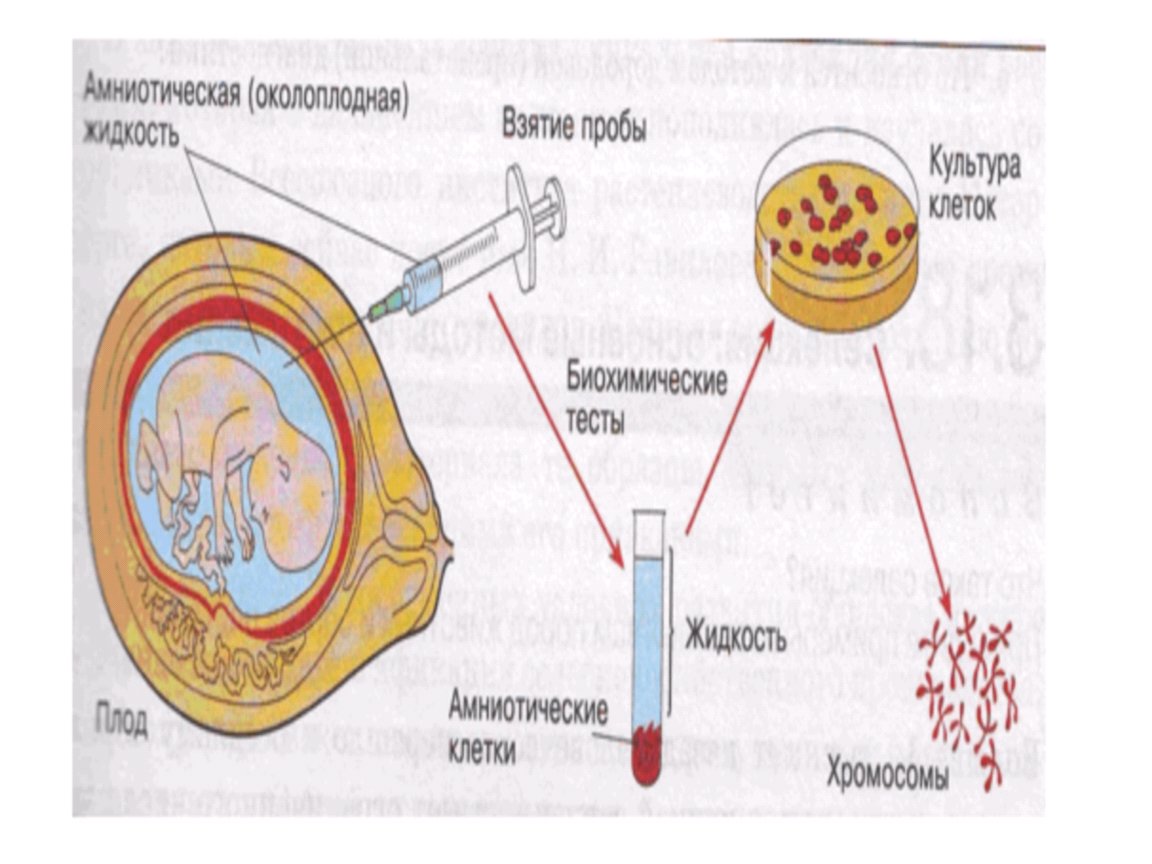 Амниотическая (околоплодная)
жидкость
Взятие пробы
Культура
клеток
Биохимические
тесты
Жидкость
Амниотические
клетки
Плод
Хромосомы